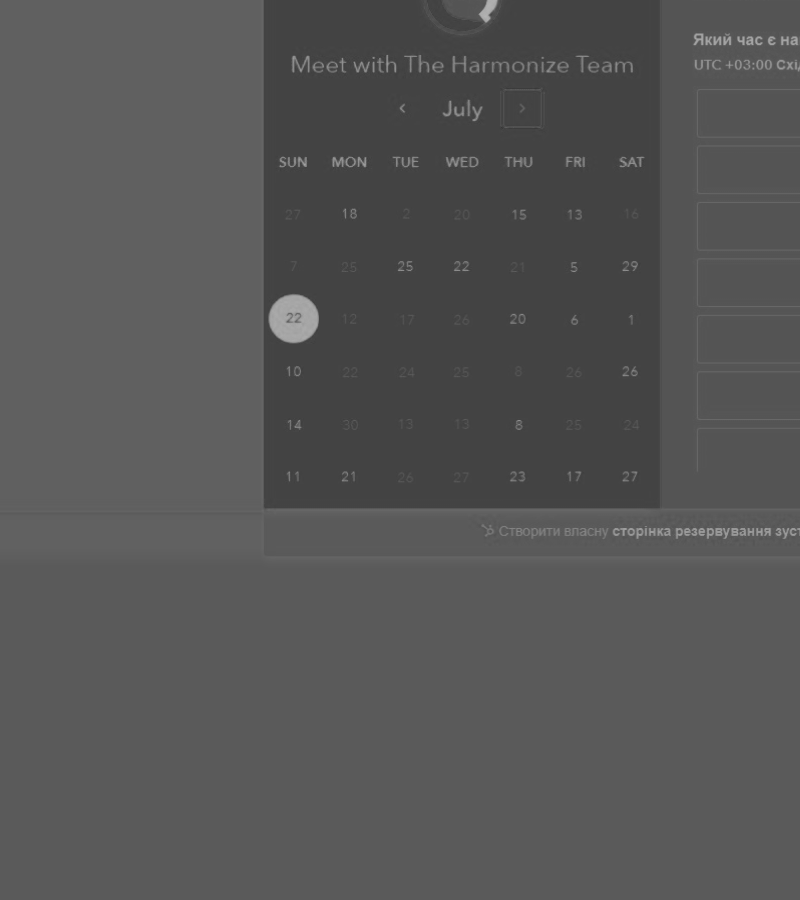 Meet with The Harmonize Team
July
SUN MON TUE WED THU FRI SAT
27 18 2 20 15 13 16
7 25 25 22 21 5 29
22 12 17 26 20 6 1
10 22 24 25 8 26 26
14 30 13 13 8 25 24
11 21 26 27 23 17 27
Який час є на
UTC +03:00 Схі
Створити власну сторінка резервування зуст